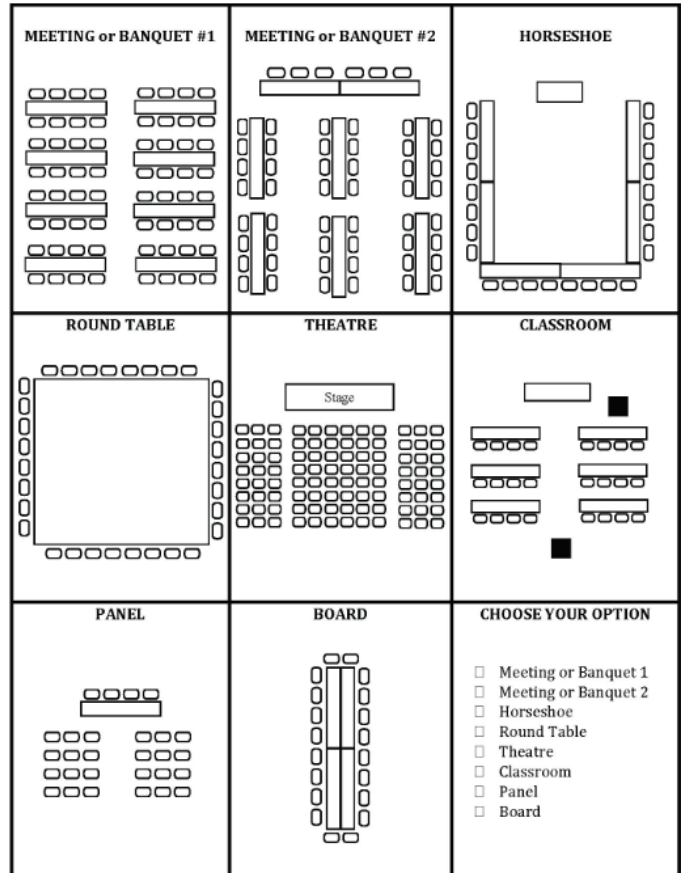 MEETING or BANQUET #1
MEETING or BANQUET #2
HORSESHOE
ROUND TABLE
THEATRE
CLASSROOM
Stage
PANEL
BOARD
CHOOSE YOUR OPTION
☐ Meeting or Banquet 1
☐ Meeting or Banquet 2
☐ Horseshoe
☐ Round Table
☐ Theatre
☐ Classroom
☐ Panel
☐ Board